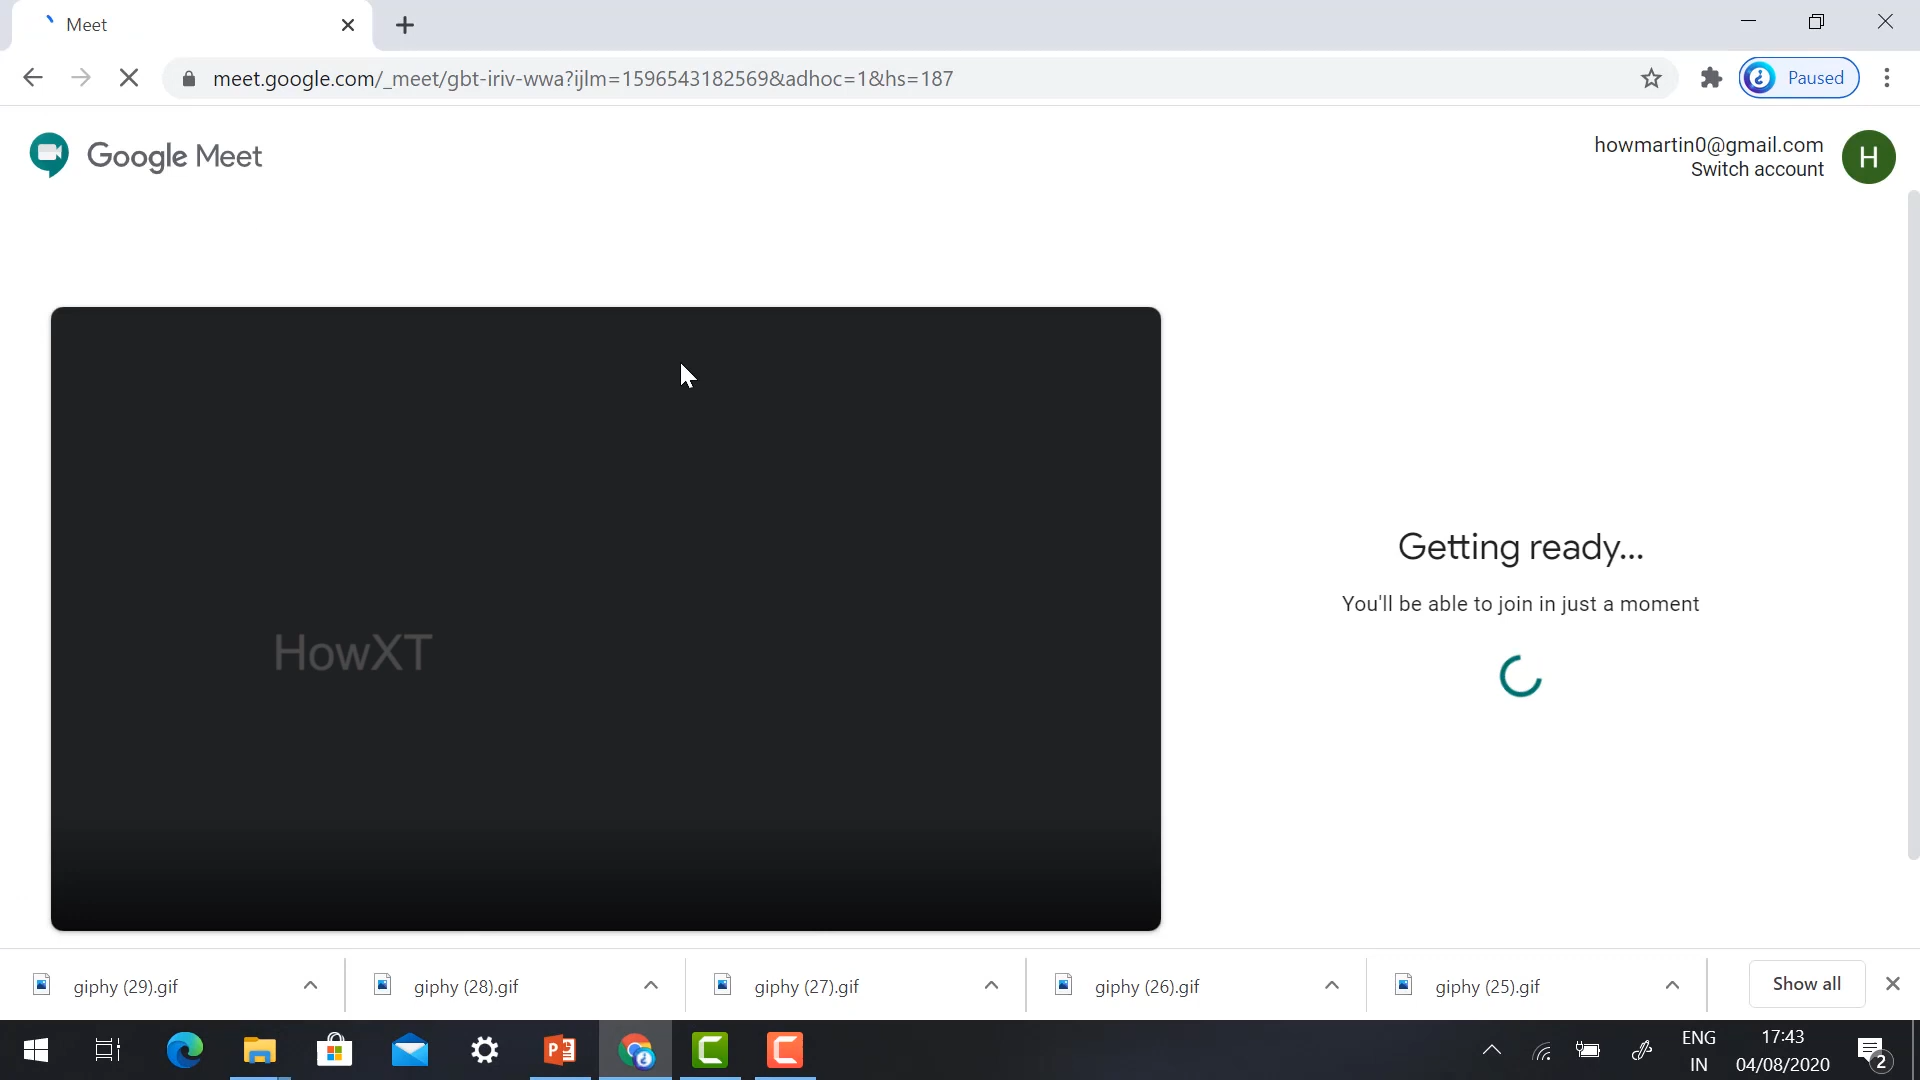 Meet
meet.google.com/_meet/gbt-iriv-wwa?ijlm=1596543182569&adhoc=1&hs=187
Paused
Google Meet
howmartin0@gmail.com
Switch account
H
Getting ready...
You'll be able to join in just a moment
HowXT
giphy (29).gif
giphy (28).gif
giphy (27).gif
giphy (26).gif
giphy (25).gif
Show all
ENG
IN
17:43
04/08/2020
2